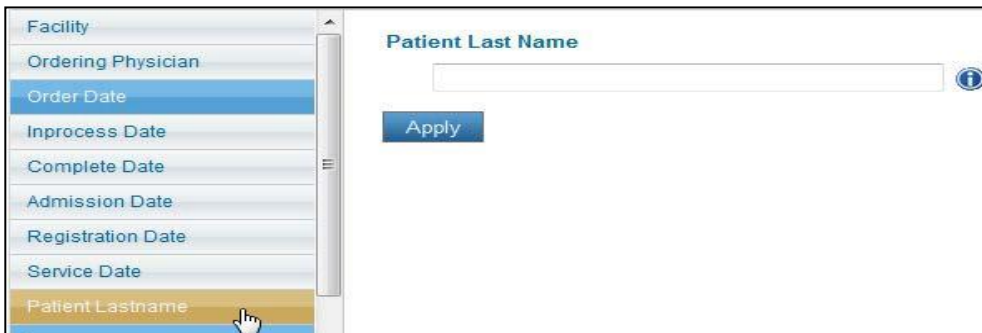 Facility
Ordering Physician
Order Date
Inprocess Date
Complete Date
Admission Date
Registration Date
Service Date
Patient Lastname
Patient Last Name
Apply